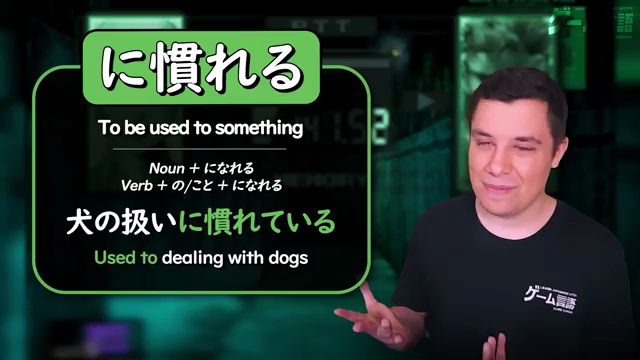 PTT
に慣れる
To be used to something
Noun + になれる
Verb + の/こと + になれる
犬の扱いに慣れている
Used to dealing with dogs
ゲーム言語